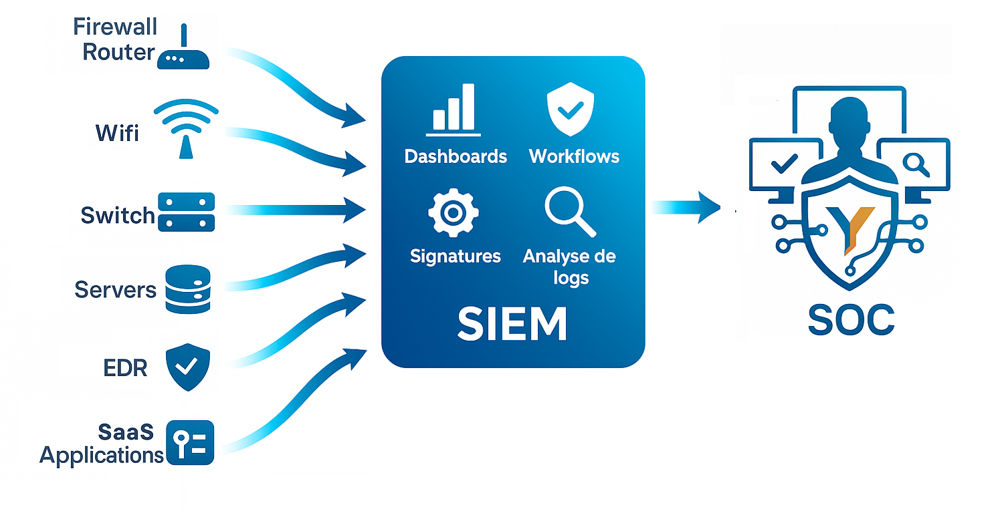 Firewall
Router
Wifi
Switch
Servers
EDR
SaaS
Applications
Dashboards
Workflows
Signatures
Analyse de
logs
SIEM
Y
SOC